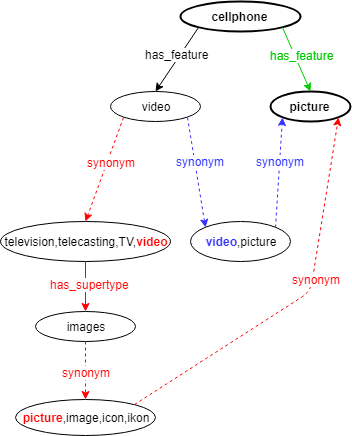 cellphone
has_feature has_feature
video picture
synonym synonym synonym
television,telecasting,TV,video video,picture
has_supertype synonym
images
synonym
picture,image,icon,ikon